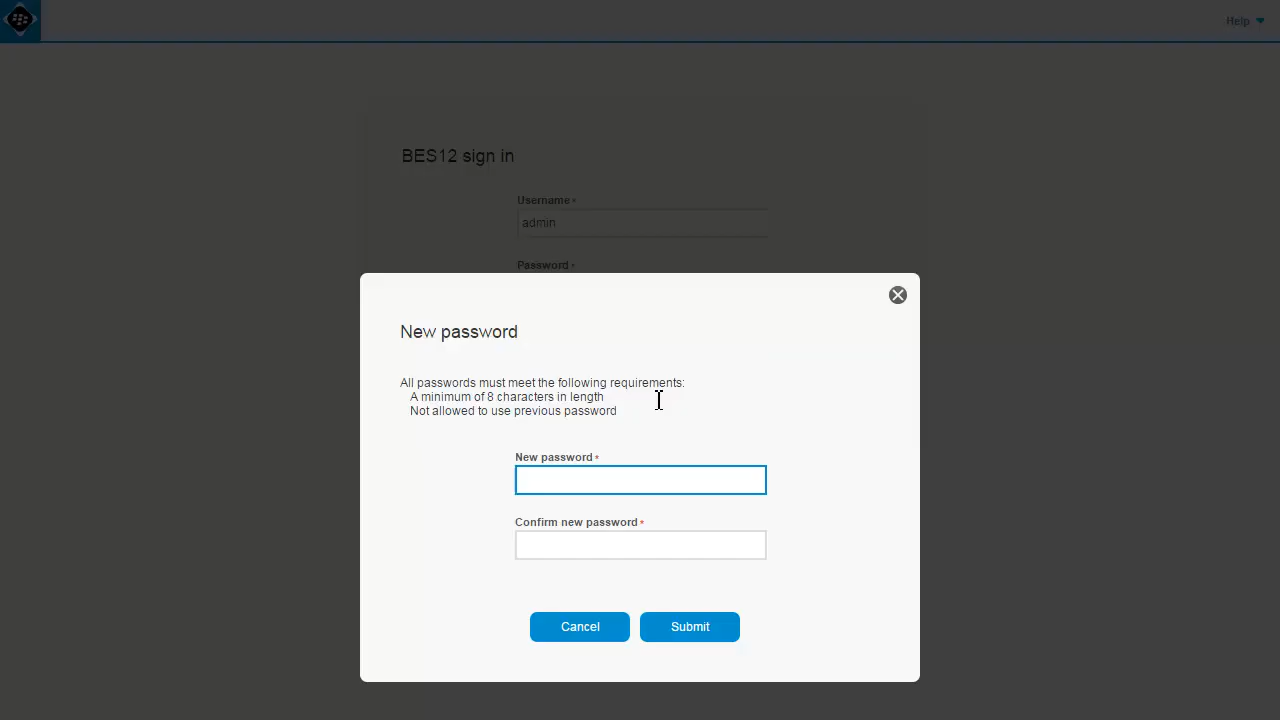 Help
BES12 sign in
Username *
admin
Password *
New password
All passwords must meet the following requirements:
A minimum of 8 characters in length
Not allowed to use previous password
New password *
Confirm new password *
Cancel Submit